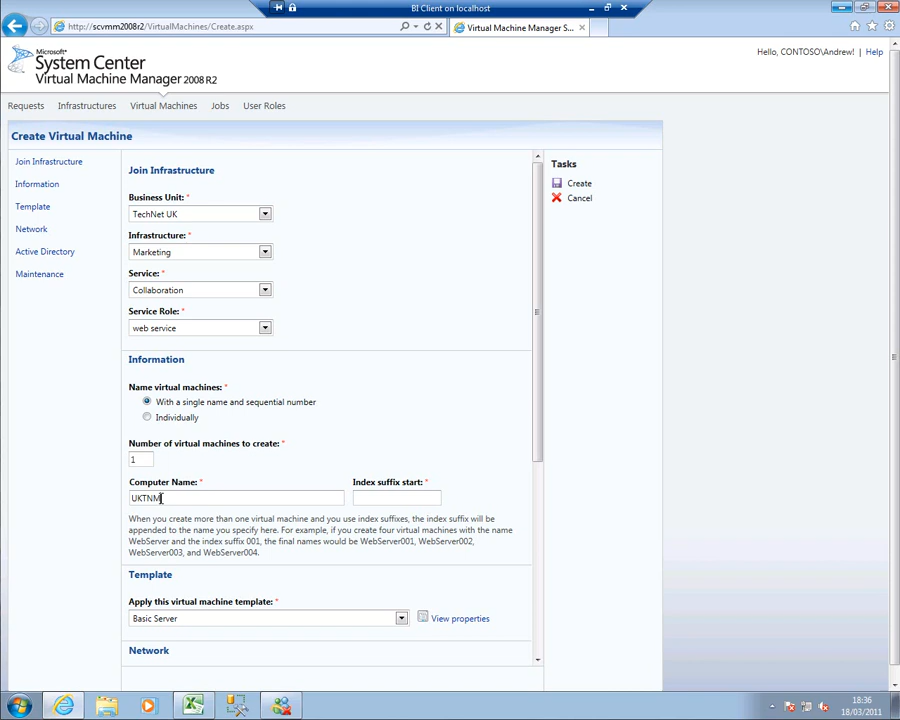 BI Client on localhost
http://scvmm2008r2/VirtualMachines/Create.aspx
Virtual Machine Manager S...
Microsoft
System Center
Virtual Machine Manager 2008 R2
Hello, CONTOSO\Andrew! | Help
Requests Infrastructures Virtual Machines Jobs User Roles
Create Virtual Machine
Join Infrastructure
Information
Template
Network
Active Directory
Maintenance
Join Infrastructure
Business Unit: *
TechNet UK
Infrastructure: *
Marketing
Service: *
Collaboration
Service Role: *
web service
Information
Name virtual machines: *
With a single name and sequential number
Individually
Number of virtual machines to create: *
1
Computer Name: *
UKTNM
Index suffix start: *
When you create more than one virtual machine and you use index suffixes, the index suffix will be
appended to the name you specify here. For example, if you create four virtual machines with the name
WebServer and the index suffix 001, the final names would be WebServer001, WebServer002,
WebServer003, and WebServer004.
Template
Apply this virtual machine template: *
Basic Server
View properties
Network
Tasks
Create
Cancel
18:36
18/03/2011